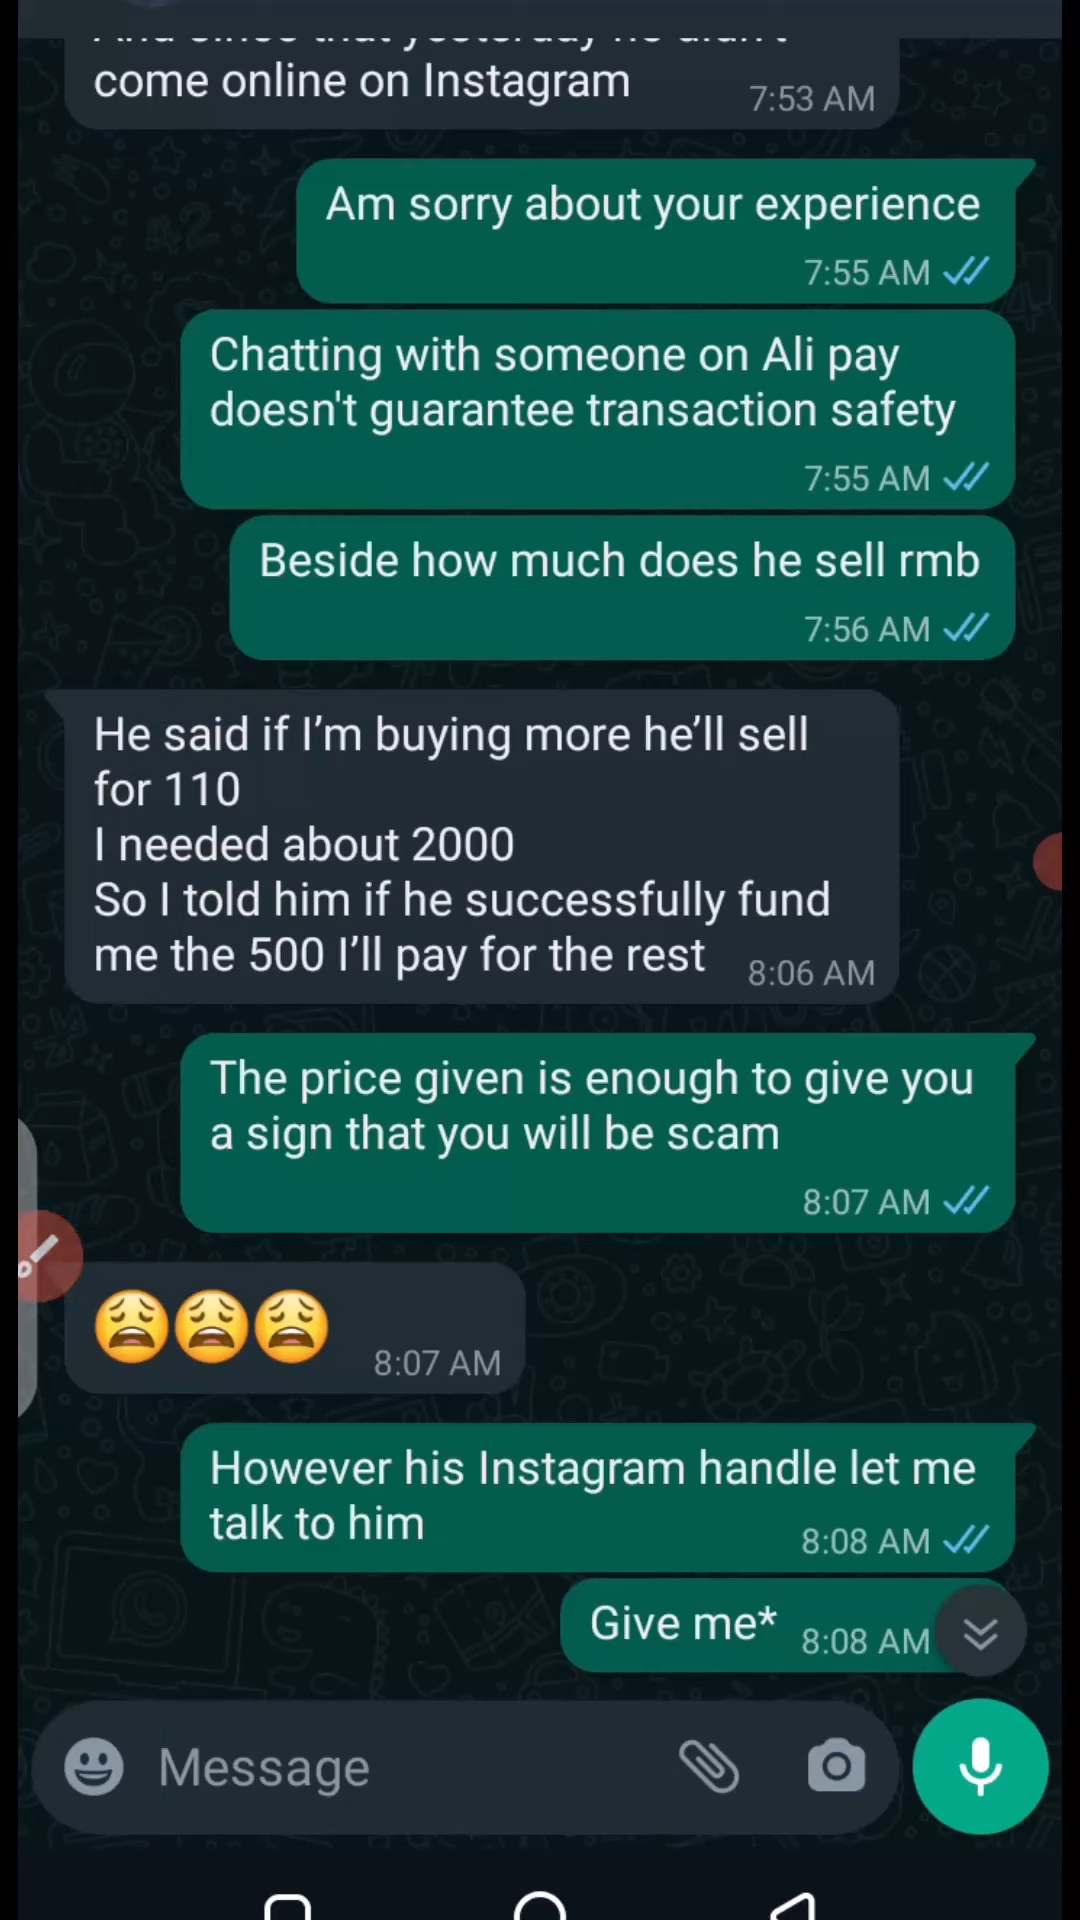 come online on Instagram
7:53 AM
Am sorry about your experience
7:55 AM
Chatting with someone on Ali pay
doesn't guarantee transaction safety
7:55 AM
Beside how much does he sell rmb
7:56 AM
He said if I’m buying more he’ll sell
for 110
I needed about 2000
So I told him if he successfully fund
me the 500 I’ll pay for the rest
8:06 AM
The price given is enough to give you
a sign that you will be scam
8:07 AM
😩😩😩
8:07 AM
However his Instagram handle let me
talk to him
8:08 AM
Give me*
8:08 AM
Message